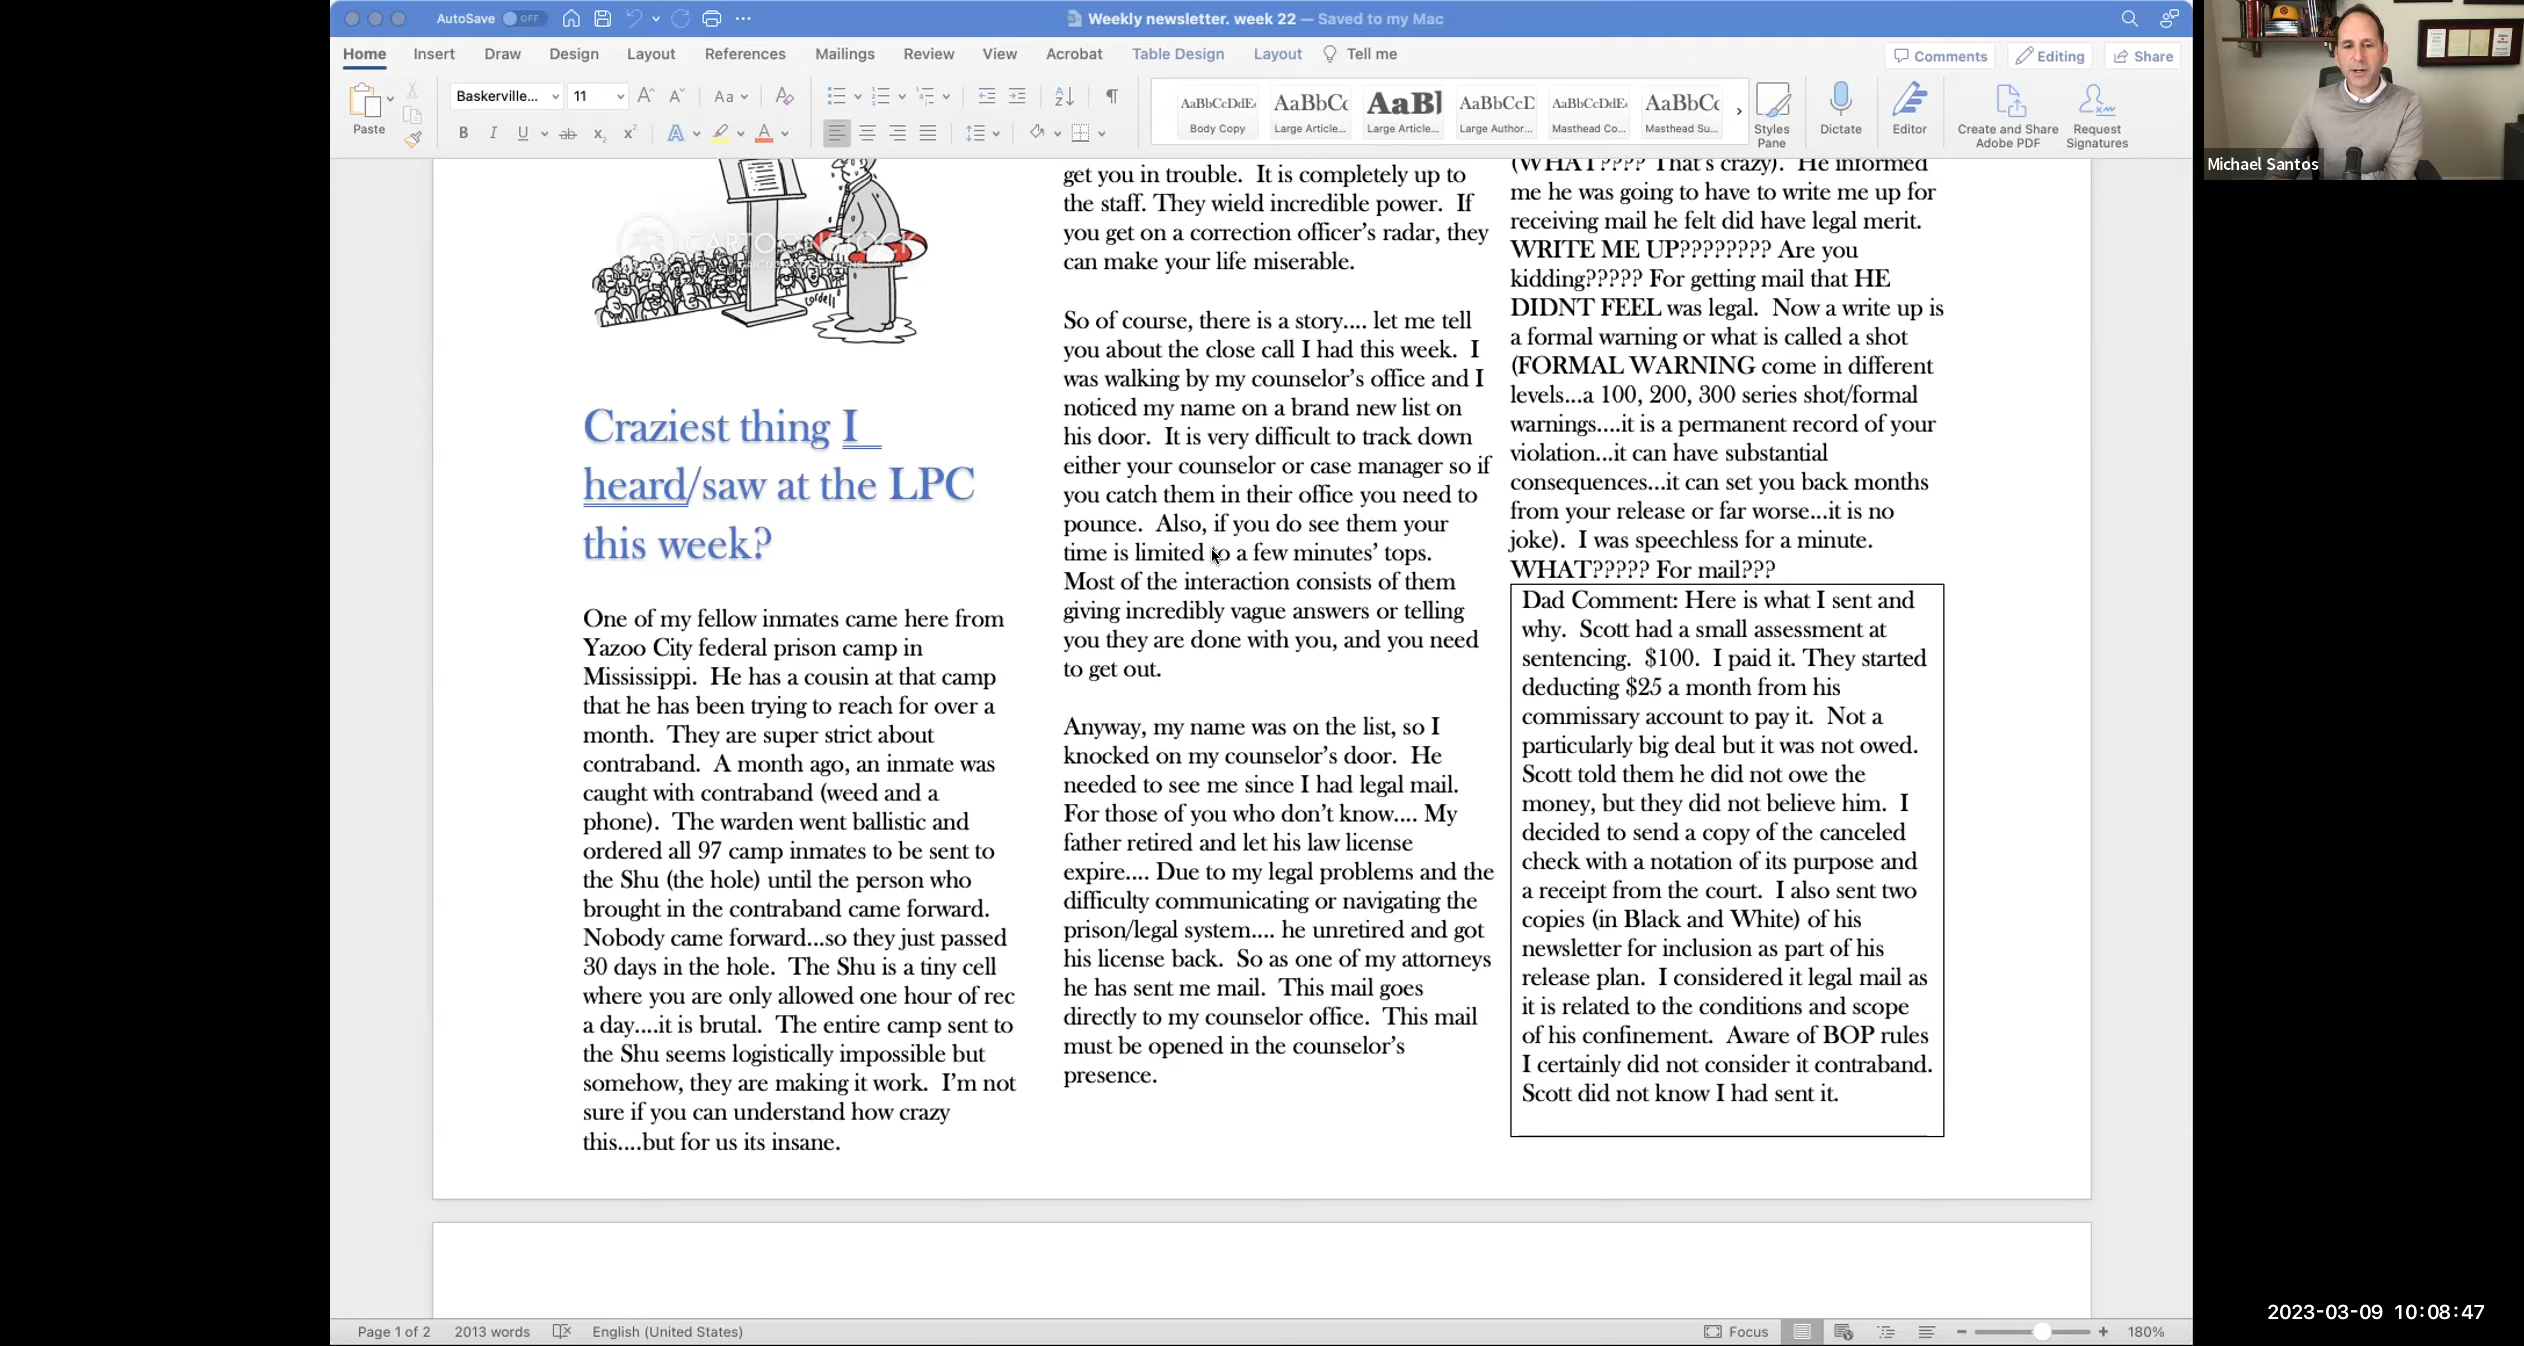 AutoSave OFF
Weekly newsletter. week 22 — Saved to my Mac
Home Insert Draw Design Layout References Mailings Review View Acrobat Table Design Layout Tell me
Comments Editing Share
Paste
Baskerville... 11
AaBbCcDdE
Body Copy
AaBbCc
Large Article...
AaBl
Large Article...
AaBbCcD
Large Author...
AaBbCcDdE
Masthead Co...
AaBbCc
Masthead Su...
Styles
Pane
Dictate
Editor
Create and Share
Adobe PDF
Request
Signatures
Michael Santos
CARTOONSTOCK
Craziest thing I
heard/saw at the LPC
this week?
One of my fellow inmates came here from
Yazoo City federal prison camp in
Mississippi. He has a cousin at that camp
that he has been trying to reach for over a
month. They are super strict about
contraband. A month ago, an inmate was
caught with contraband (weed and a
phone). The warden went ballistic and
ordered all 97 camp inmates to be sent to
the Shu (the hole) until the person who
brought in the contraband came forward.
Nobody came forward...so they just passed
30 days in the hole. The Shu is a tiny cell
where you are only allowed one hour of rec
a day....it is brutal. The entire camp sent to
the Shu seems logistically impossible but
somehow, they are making it work. I'm not
sure if you can understand how crazy
this....but for us its insane.
get you in trouble. It is completely up to
the staff. They wield incredible power. If
you get on a correction officer's radar, they
can make your life miserable.
So of course, there is a story.... let me tell
you about the close call I had this week. I
was walking by my counselor's office and I
noticed my name on a brand new list on
his door. It is very difficult to track down
either your counselor or case manager so if
you catch them in their office you need to
pounce. Also, if you do see them your
time is limited to a few minutes' tops.
Most of the interaction consists of them
giving incredibly vague answers or telling
you they are done with you, and you need
to get out.
Anyway, my name was on the list, so I
knocked on my counselor's door. He
needed to see me since I had legal mail.
For those of you who don't know.... My
father retired and let his law license
expire.... Due to my legal problems and the
difficulty communicating or navigating the
prison/legal system.... he unretired and got
his license back. So as one of my attorneys
he has sent me mail. This mail goes
directly to my counselor office. This mail
must be opened in the counselor's
presence.
(WHAT???? That's crazy). He informed
me he was going to have to write me up for
receiving mail he felt did have legal merit.
WRITE ME UP???????? Are you
kidding????? For getting mail that HE
DIDNT FEEL was legal. Now a write up is
a formal warning or what is called a shot
(FORMAL WARNING come in different
levels...a 100, 200, 300 series shot/formal
warnings....it is a permanent record of your
violation...it can have substantial
consequences...it can set you back months
from your release or far worse...it is no
joke). I was speechless for a minute.
WHAT????? For mail???
Dad Comment: Here is what I sent and
why. Scott had a small assessment at
sentencing. $100. I paid it. They started
deducting $25 a month from his
commissary account to pay it. Not a
particularly big deal but it was not owed.
Scott told them he did not owe the
money, but they did not believe him. I
decided to send a copy of the canceled
check with a notation of its purpose and
a receipt from the court. I also sent two
copies (in Black and White) of his
newsletter for inclusion as part of his
release plan. I considered it legal mail as
it is related to the conditions and scope
of his confinement. Aware of BOP rules
I certainly did not consider it contraband.
Scott did not know I had sent it.
Page 1 of 2 2013 words English (United States) Focus 180%
2023-03-09 10:08:47